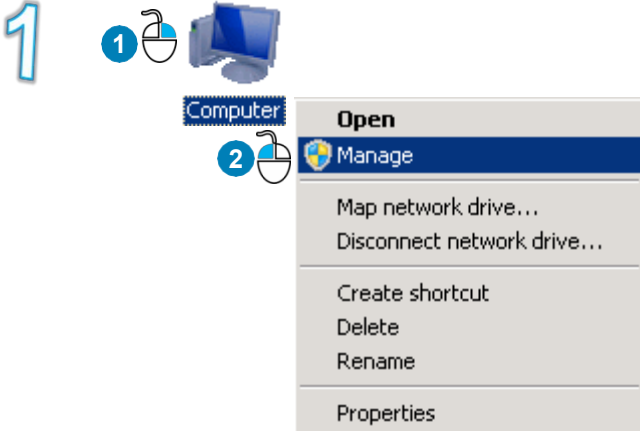 1
1
Computer
Open
2
Manage
Map network drive...
Disconnect network drive...
Create shortcut
Delete
Rename
Properties